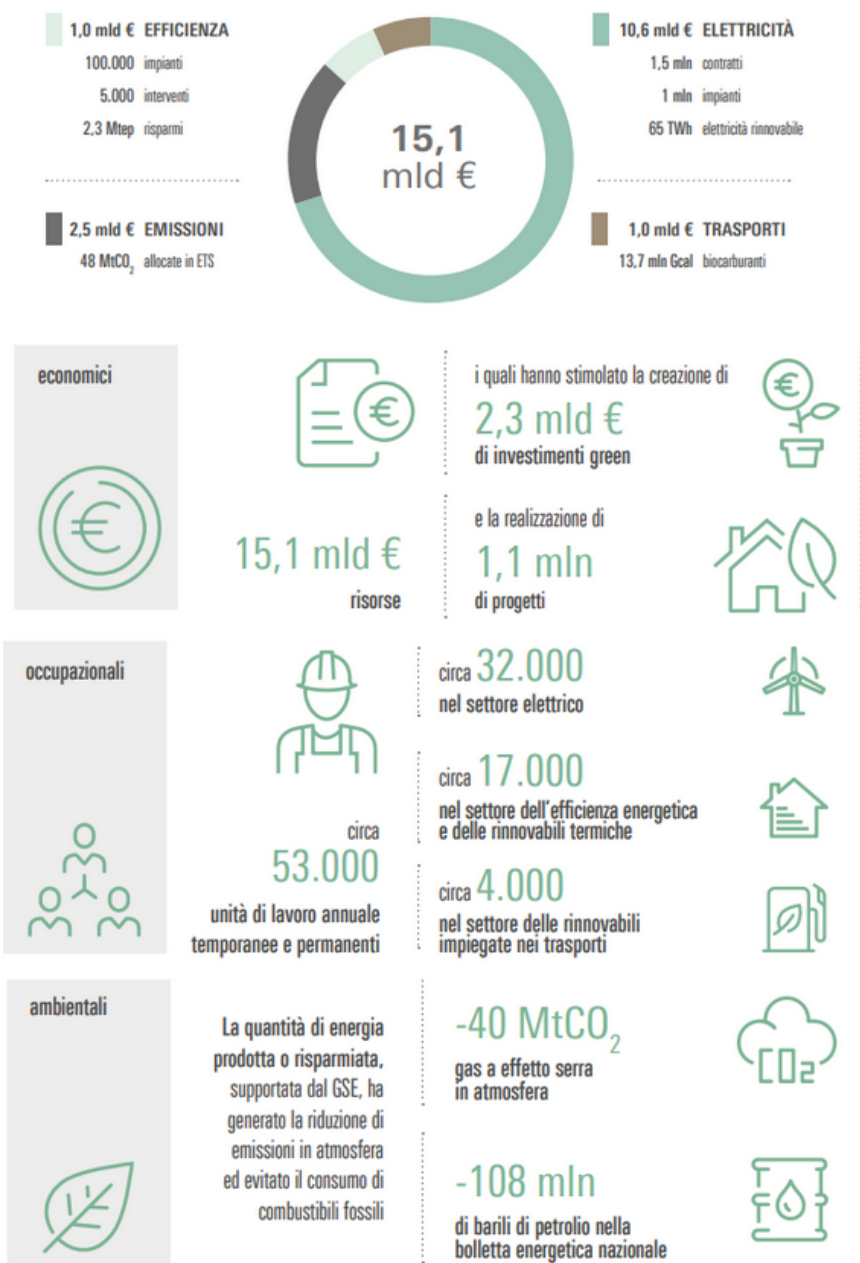 1,0 mld € EFFICIENZA
100.000 impianti
5.000 interventi
2,3 Mtep risparmi
2,5 mld € EMISSIONI
48 MtCO₂ allocate in ETS
15,1
mld €
10,6 mld € ELETTRICITÀ
1,5 mln contratti
1 mln impianti
65 TWh elettricità rinnovabile
1,0 mld € TRASPORTI
13,7 mln Gcal biocarburanti
economici
€
€
15,1 mld €
risorse
i quali hanno stimolato la creazione di
2,3 mld €
di investimenti green
€
e la realizzazione di
1,1 mln
di progetti
occupazionali
circa
53.000
unità di lavoro annuale
temporanee e permanenti
circa 32.000
nel settore elettrico
circa 17.000
nel settore dell'efficienza energetica
e delle rinnovabili termiche
circa 4.000
nel settore delle rinnovabili
impiegate nei trasporti
ambientali
La quantità di energia
prodotta o risparmiata,
supportata dal GSE, ha
generato la riduzione di
emissioni in atmosfera
ed evitato il consumo di
combustibili fossili
-40 MtCO₂
gas a effetto serra
in atmosfera
CO₂
-108 mln
di barili di petrolio nella
bolletta energetica nazionale